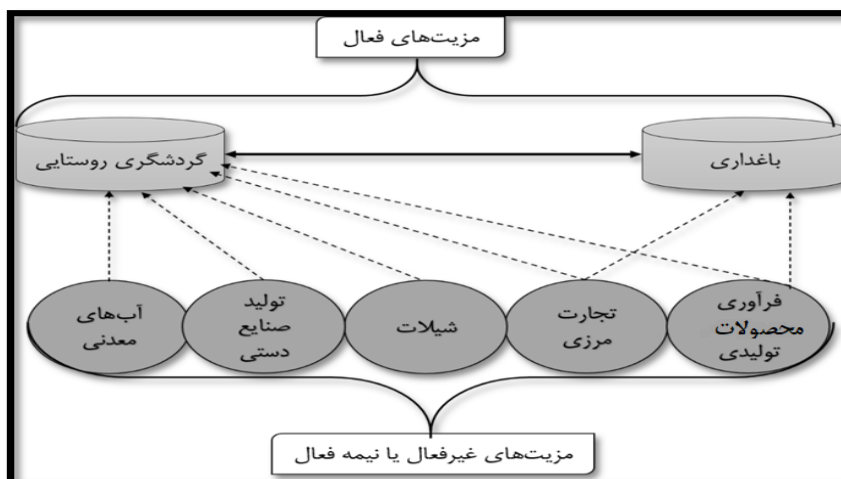 مزیت‌های فعال
باغداری
گردشگری روستایی
فرآوری
محصولات
تولیدی
تجارت
مرزی
شیلات
تولید
صنایع
دستی
آب‌های
معدنی
مزیت‌های غیرفعال یا نیمه فعال